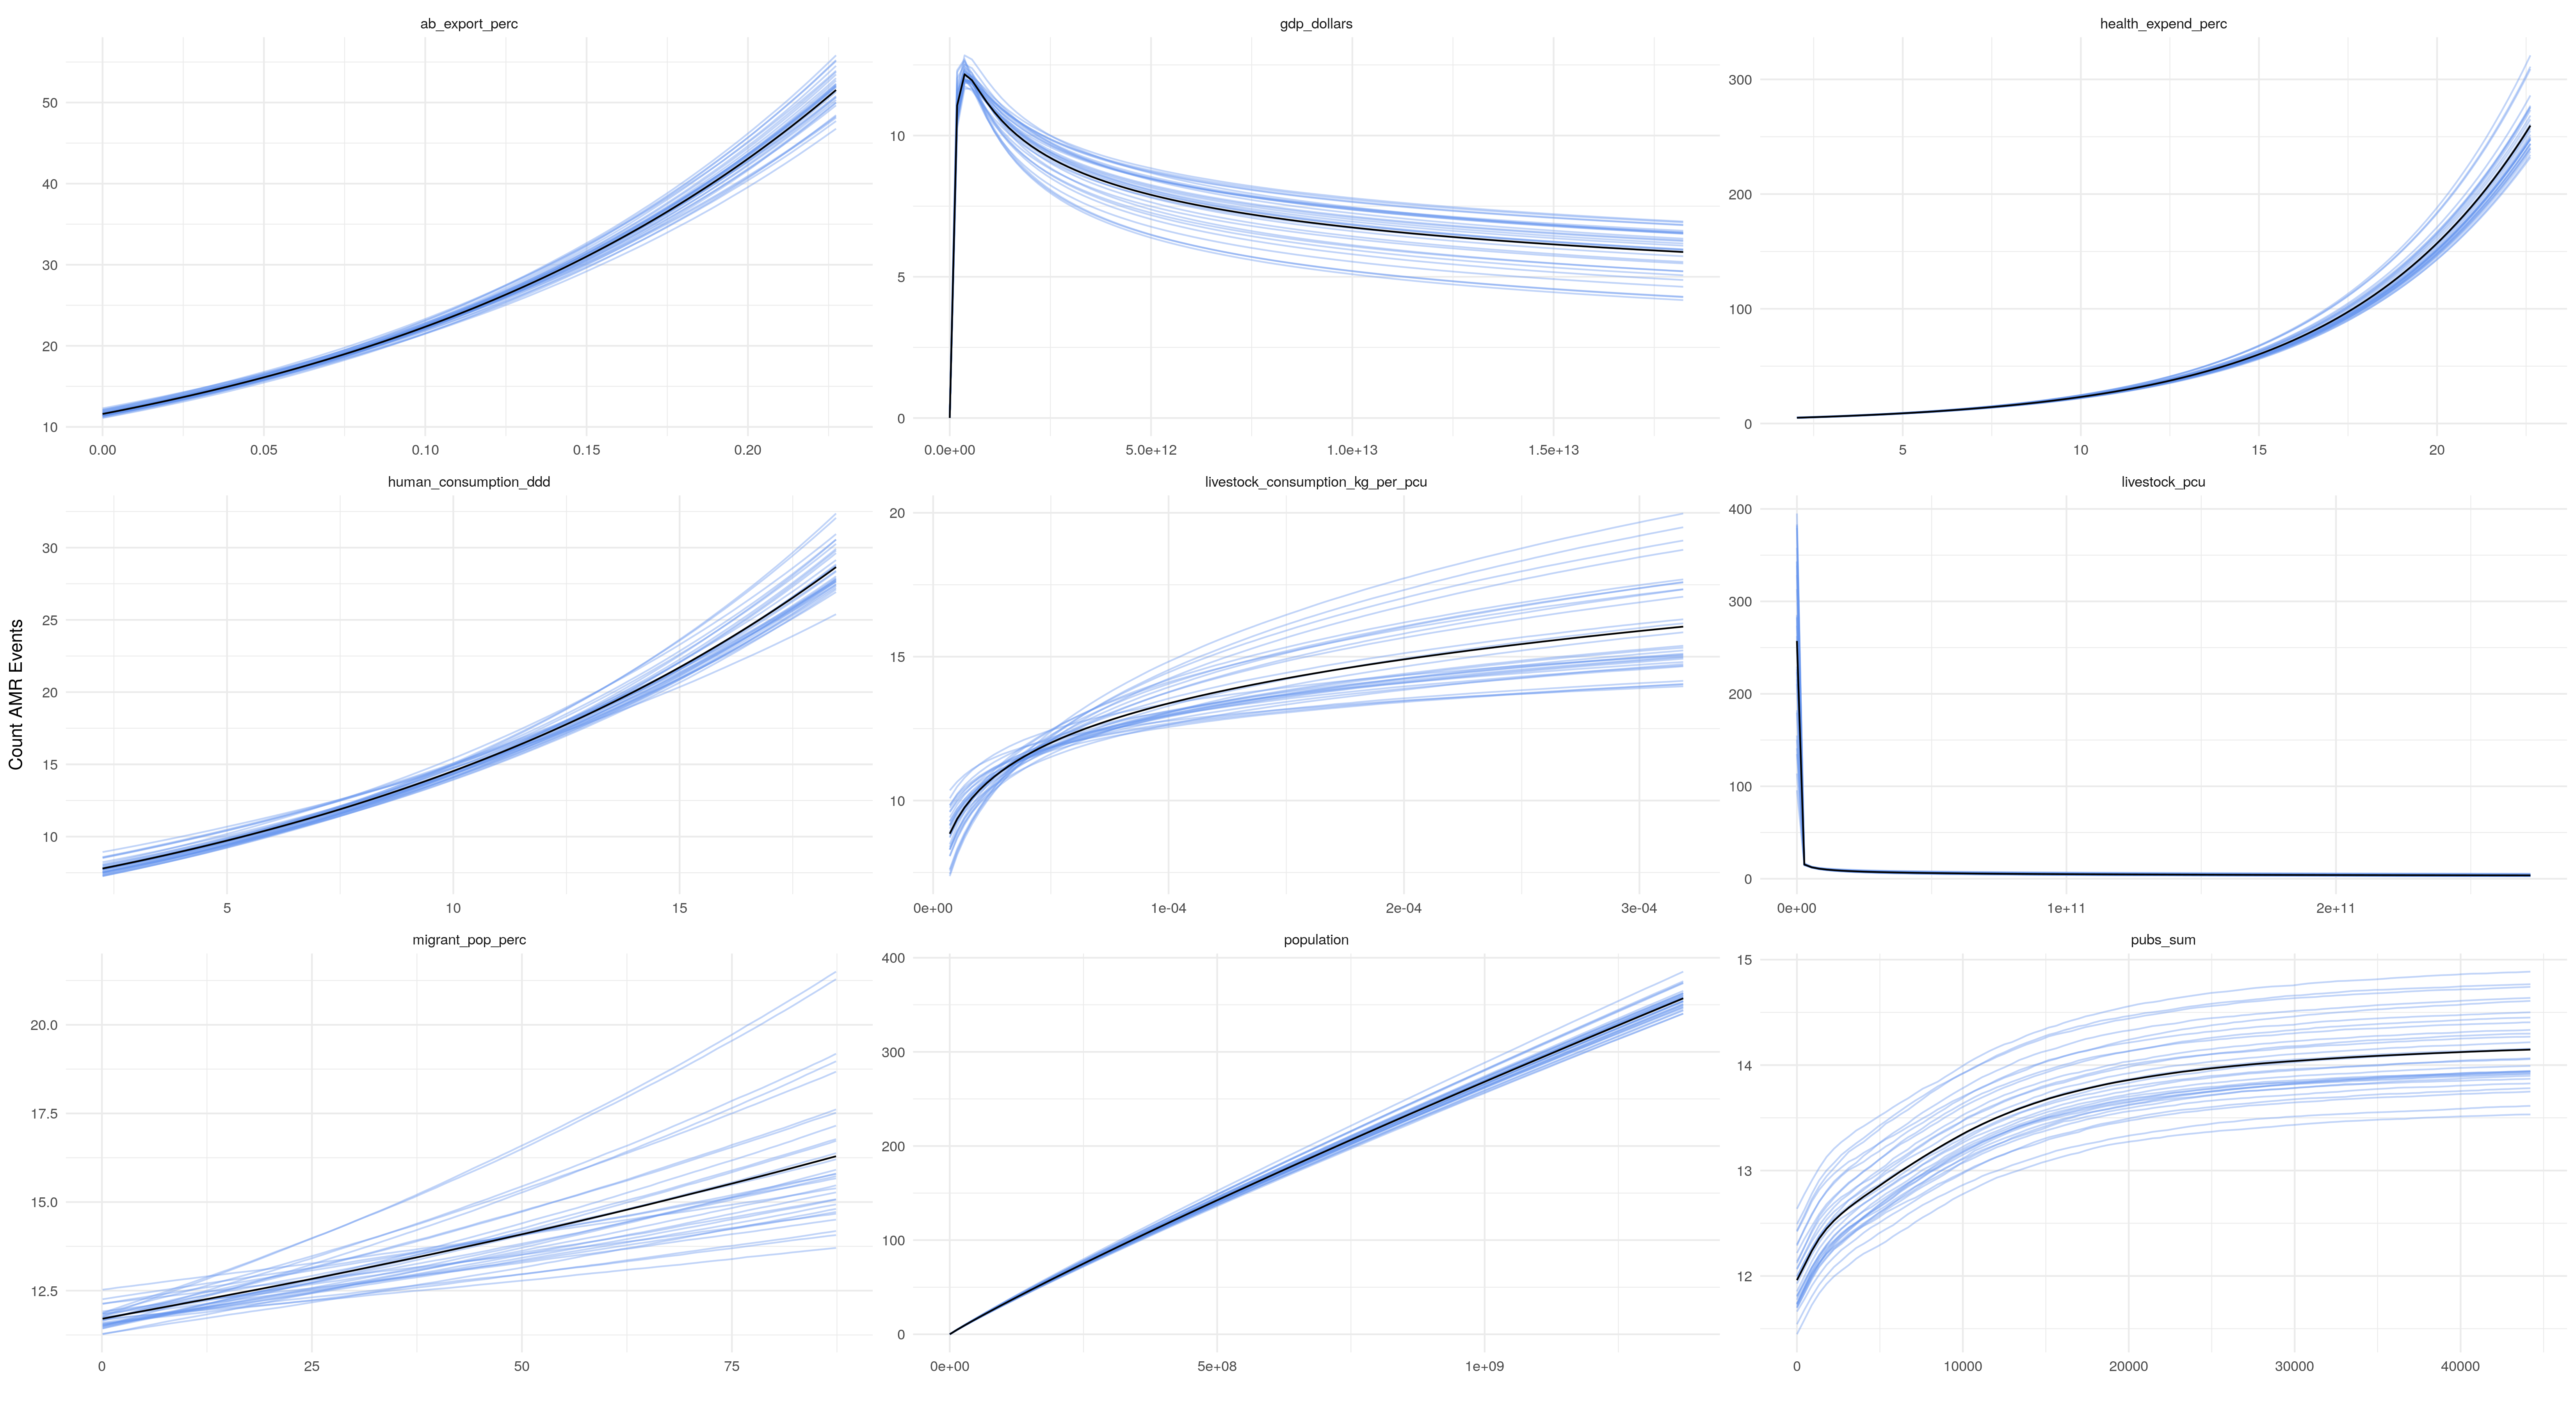 ab_export_perc
gdp_dollars
health_expend_perc
50
40
30
20
10
0.00 0.05 0.10 0.15 0.20
10
5
0
0.0e+00 5.0e+12 1.0e+13 1.5e+13
300
200
100
0
5 10 15 20
human_consumption_ddd
livestock_consumption_kg_per_pcu
livestock_pcu
Count AMR Events
30
25
20
15
10
5 10 15
20
15
10
0e+00 1e-04 2e-04 3e-04
400
300
200
100
0
0e+00 1e+11 2e+11
migrant_pop_perc
population
pubs_sum
20.0
17.5
15.0
12.5
0 25 50 75
400
300
200
100
0
0e+00 5e+08 1e+09
15
14
13
12
0 10000 20000 30000 40000